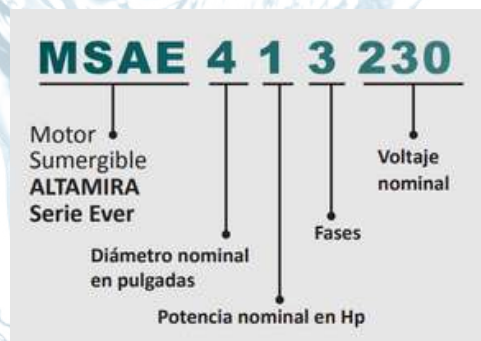 MSAE 4 1 3 230
Motor
Sumergible
ALTAMIRA
Serie Ever
Voltaje
nominal
Fases
Diámetro nominal
en pulgadas
Potencia nominal en Hp